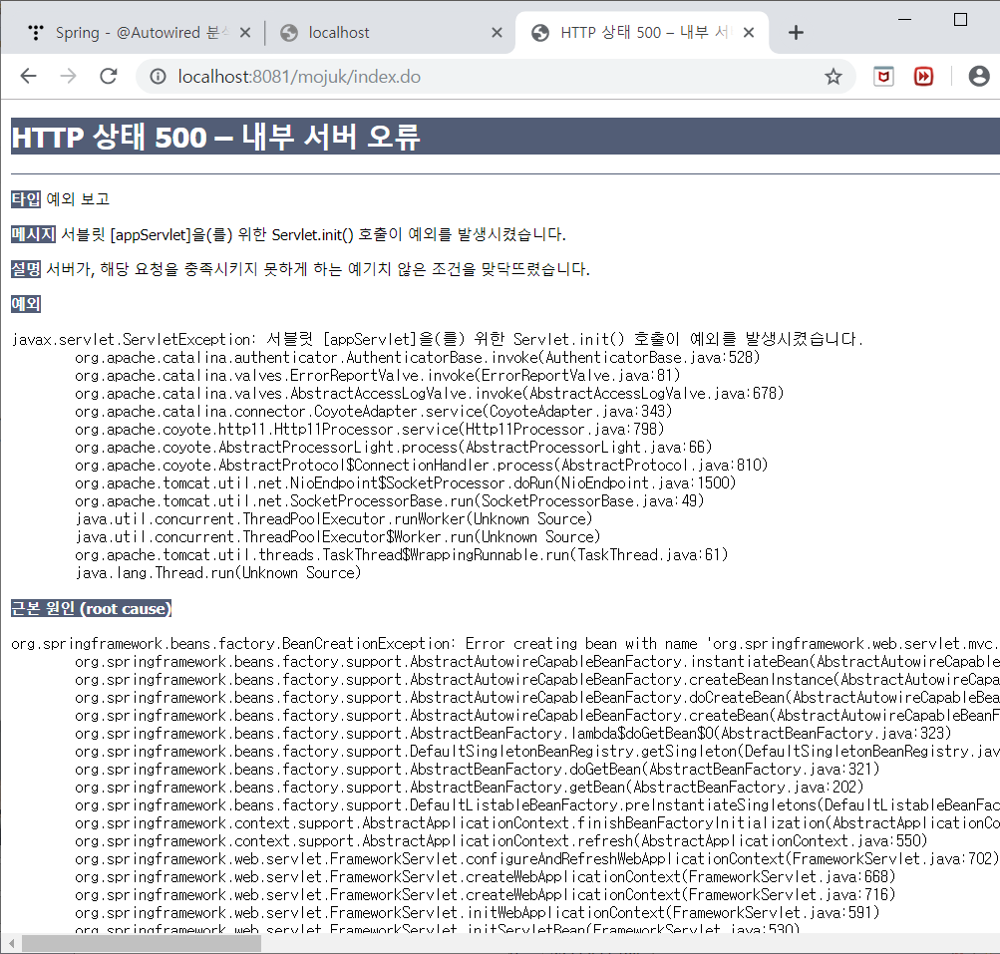 Spring - @Autowired 분석
localhost
HTTP 상태 500 – 내부 서버
localhost:8081/mojuk/index.do
HTTP 상태 500 – 내부 서버 오류
타입 예외 보고
메시지 서블릿 [appServlet]을(를) 위한 Servlet.init() 호출이 예외를 발생시켰습니다.
설명 서버가, 해당 요청을 충족시키지 못하게 하는 예기치 않은 조건을 맞닥뜨렸습니다.
예외
javax.servlet.ServletException: 서블릿 [appServlet]을(를) 위한 Servlet.init() 호출이 예외를 발생시켰습니다.
org.apache.catalina.authenticator.AuthenticatorBase.invoke(AuthenticatorBase.java:528)
org.apache.catalina.valves.ErrorReportValve.invoke(ErrorReportValve.java:81)
org.apache.catalina.valves.AbstractAccessLogValve.invoke(AbstractAccessLogValve.java:678)
org.apache.catalina.connector.CoyoteAdapter.service(CoyoteAdapter.java:343)
org.apache.coyote.http11.Http11Processor.service(Http11Processor.java:798)
org.apache.coyote.AbstractProcessorLight.process(AbstractProcessorLight.java:66)
org.apache.coyote.AbstractProtocol$ConnectionHandler.process(AbstractProtocol.java:810)
org.apache.tomcat.util.net.NioEndpoint$SocketProcessor.doRun(NioEndpoint.java:1500)
org.apache.tomcat.util.net.SocketProcessorBase.run(SocketProcessorBase.java:49)
java.util.concurrent.ThreadPoolExecutor.runWorker(Unknown Source)
java.util.concurrent.ThreadPoolExecutor$Worker.run(Unknown Source)
org.apache.tomcat.util.threads.TaskThread$WrappingRunnable.run(TaskThread.java:61)
java.lang.Thread.run(Unknown Source)
근본 원인 (root cause)
org.springframework.beans.factory.BeanCreationException: Error creating bean with name 'org.springframework.web.servlet.mvc.
org.springframework.beans.factory.support.AbstractAutowireCapableBeanFactory.instantiateBean(AbstractAutowireCapable
org.springframework.beans.factory.support.AbstractAutowireCapableBeanFactory.createBeanInstance(AbstractAutowireCapa
org.springframework.beans.factory.support.AbstractAutowireCapableBeanFactory.doCreateBean(AbstractAutowireCapableBea
org.springframework.beans.factory.support.AbstractAutowireCapableBeanFactory.createBean(AbstractAutowireCapableBeanF
org.springframework.beans.factory.support.AbstractBeanFactory.lambda$doGetBean$0(AbstractBeanFactory.java:323)
org.springframework.beans.factory.support.DefaultSingletonBeanRegistry.getSingleton(DefaultSingletonBeanRegistry.jav
org.springframework.beans.factory.support.AbstractBeanFactory.doGetBean(AbstractBeanFactory.java:321)
org.springframework.beans.factory.support.AbstractBeanFactory.getBean(AbstractBeanFactory.java:202)
org.springframework.beans.factory.support.DefaultListableBeanFactory.preInstantiateSingletons(DefaultListableBeanFac
org.springframework.context.support.AbstractApplicationContext.finishBeanFactoryInitialization(AbstractApplicationCo
org.springframework.context.support.AbstractApplicationContext.refresh(AbstractApplicationContext.java:550)
org.springframework.web.servlet.FrameworkServlet.configureAndRefreshWebApplicationContext(FrameworkServlet.java:702)
org.springframework.web.servlet.FrameworkServlet.createWebApplicationContext(FrameworkServlet.java:668)
org.springframework.web.servlet.FrameworkServlet.createWebApplicationContext(FrameworkServlet.java:716)
org.springframework.web.servlet.FrameworkServlet.initWebApplicationContext(FrameworkServlet.java:591)
org.springframework.web.servlet.FrameworkServlet.initServletBean(FrameworkServlet.java:530)